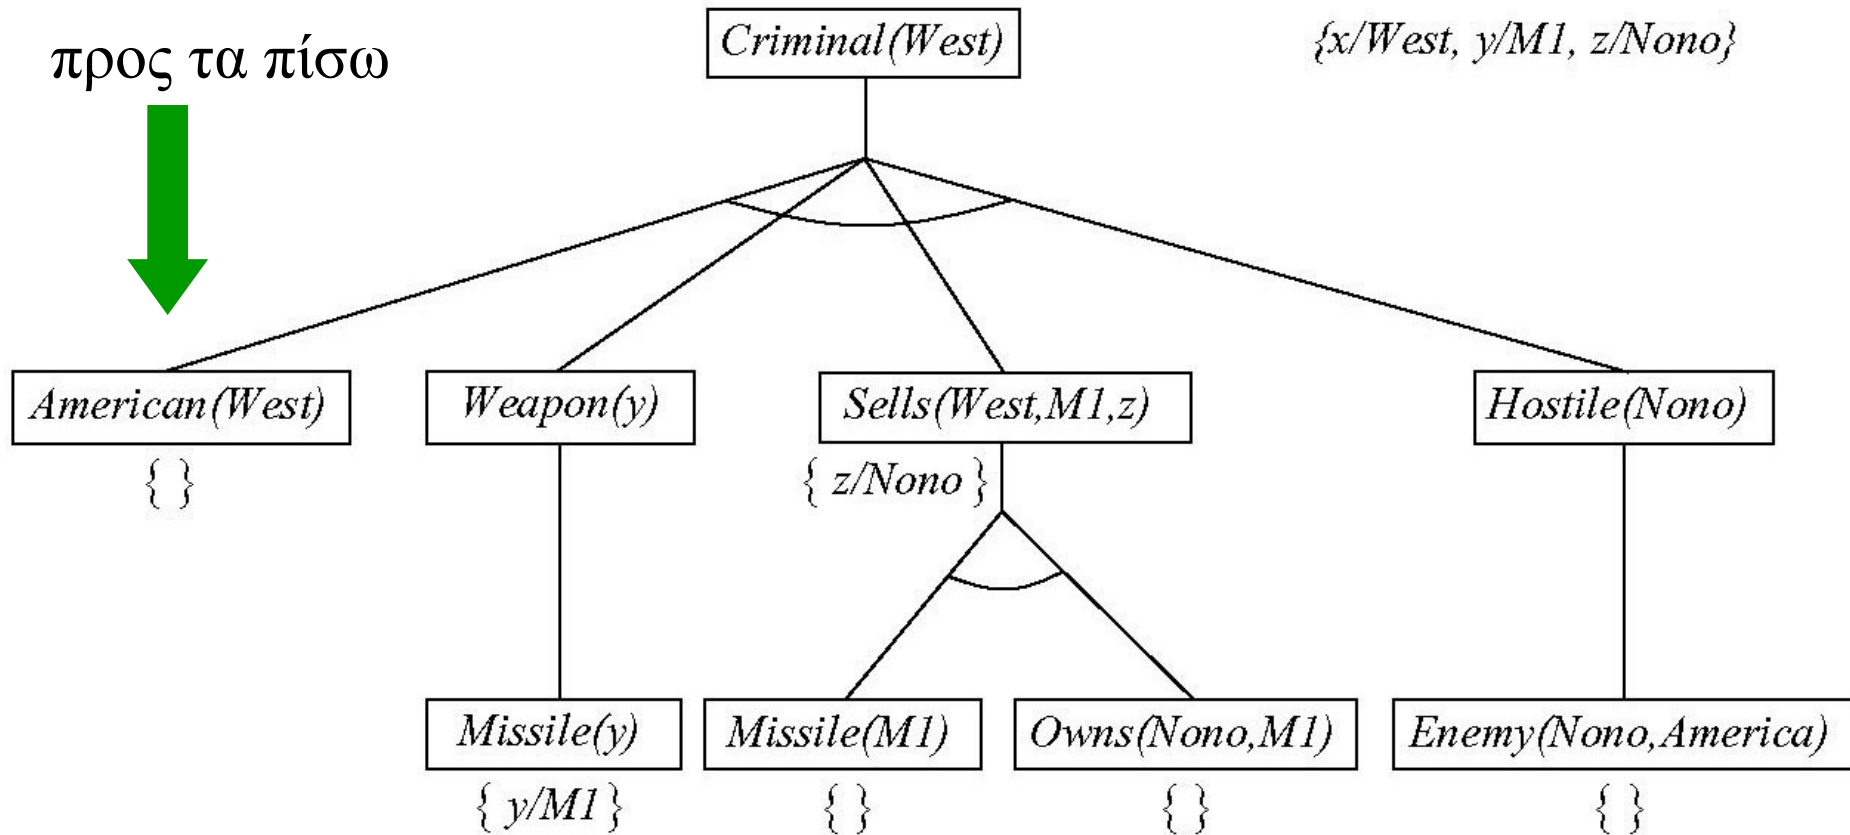 προς τα πίσω
Criminal(West)
{x/West, y/M1, z/Nono}
American(West)
Weapon(y)
Sells(West,M1,z)
Hostile(Nono)
{ }
{ z/Nono }
Missile(y)
Missile(M1)
Owns(Nono,M1)
Enemy(Nono,America)
{ y/M1 }
{ }
{ }
{ }